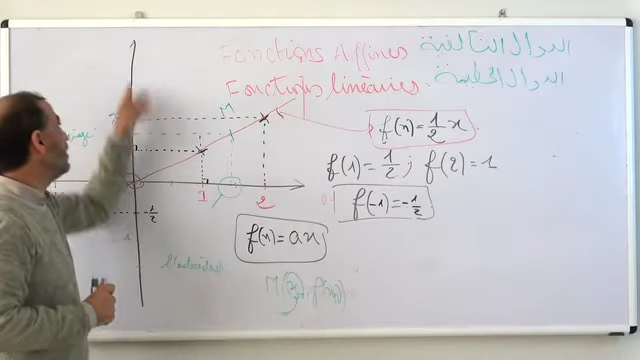 Fonctions Affines الدوال التآلفية
Fonctions linéaires الدوال الخطية
M
f(x)=1/2 x
f(1)=1/2 ; f(2)=1
1
2
f(-1)=-1/2
-1/2
f(x)=ax